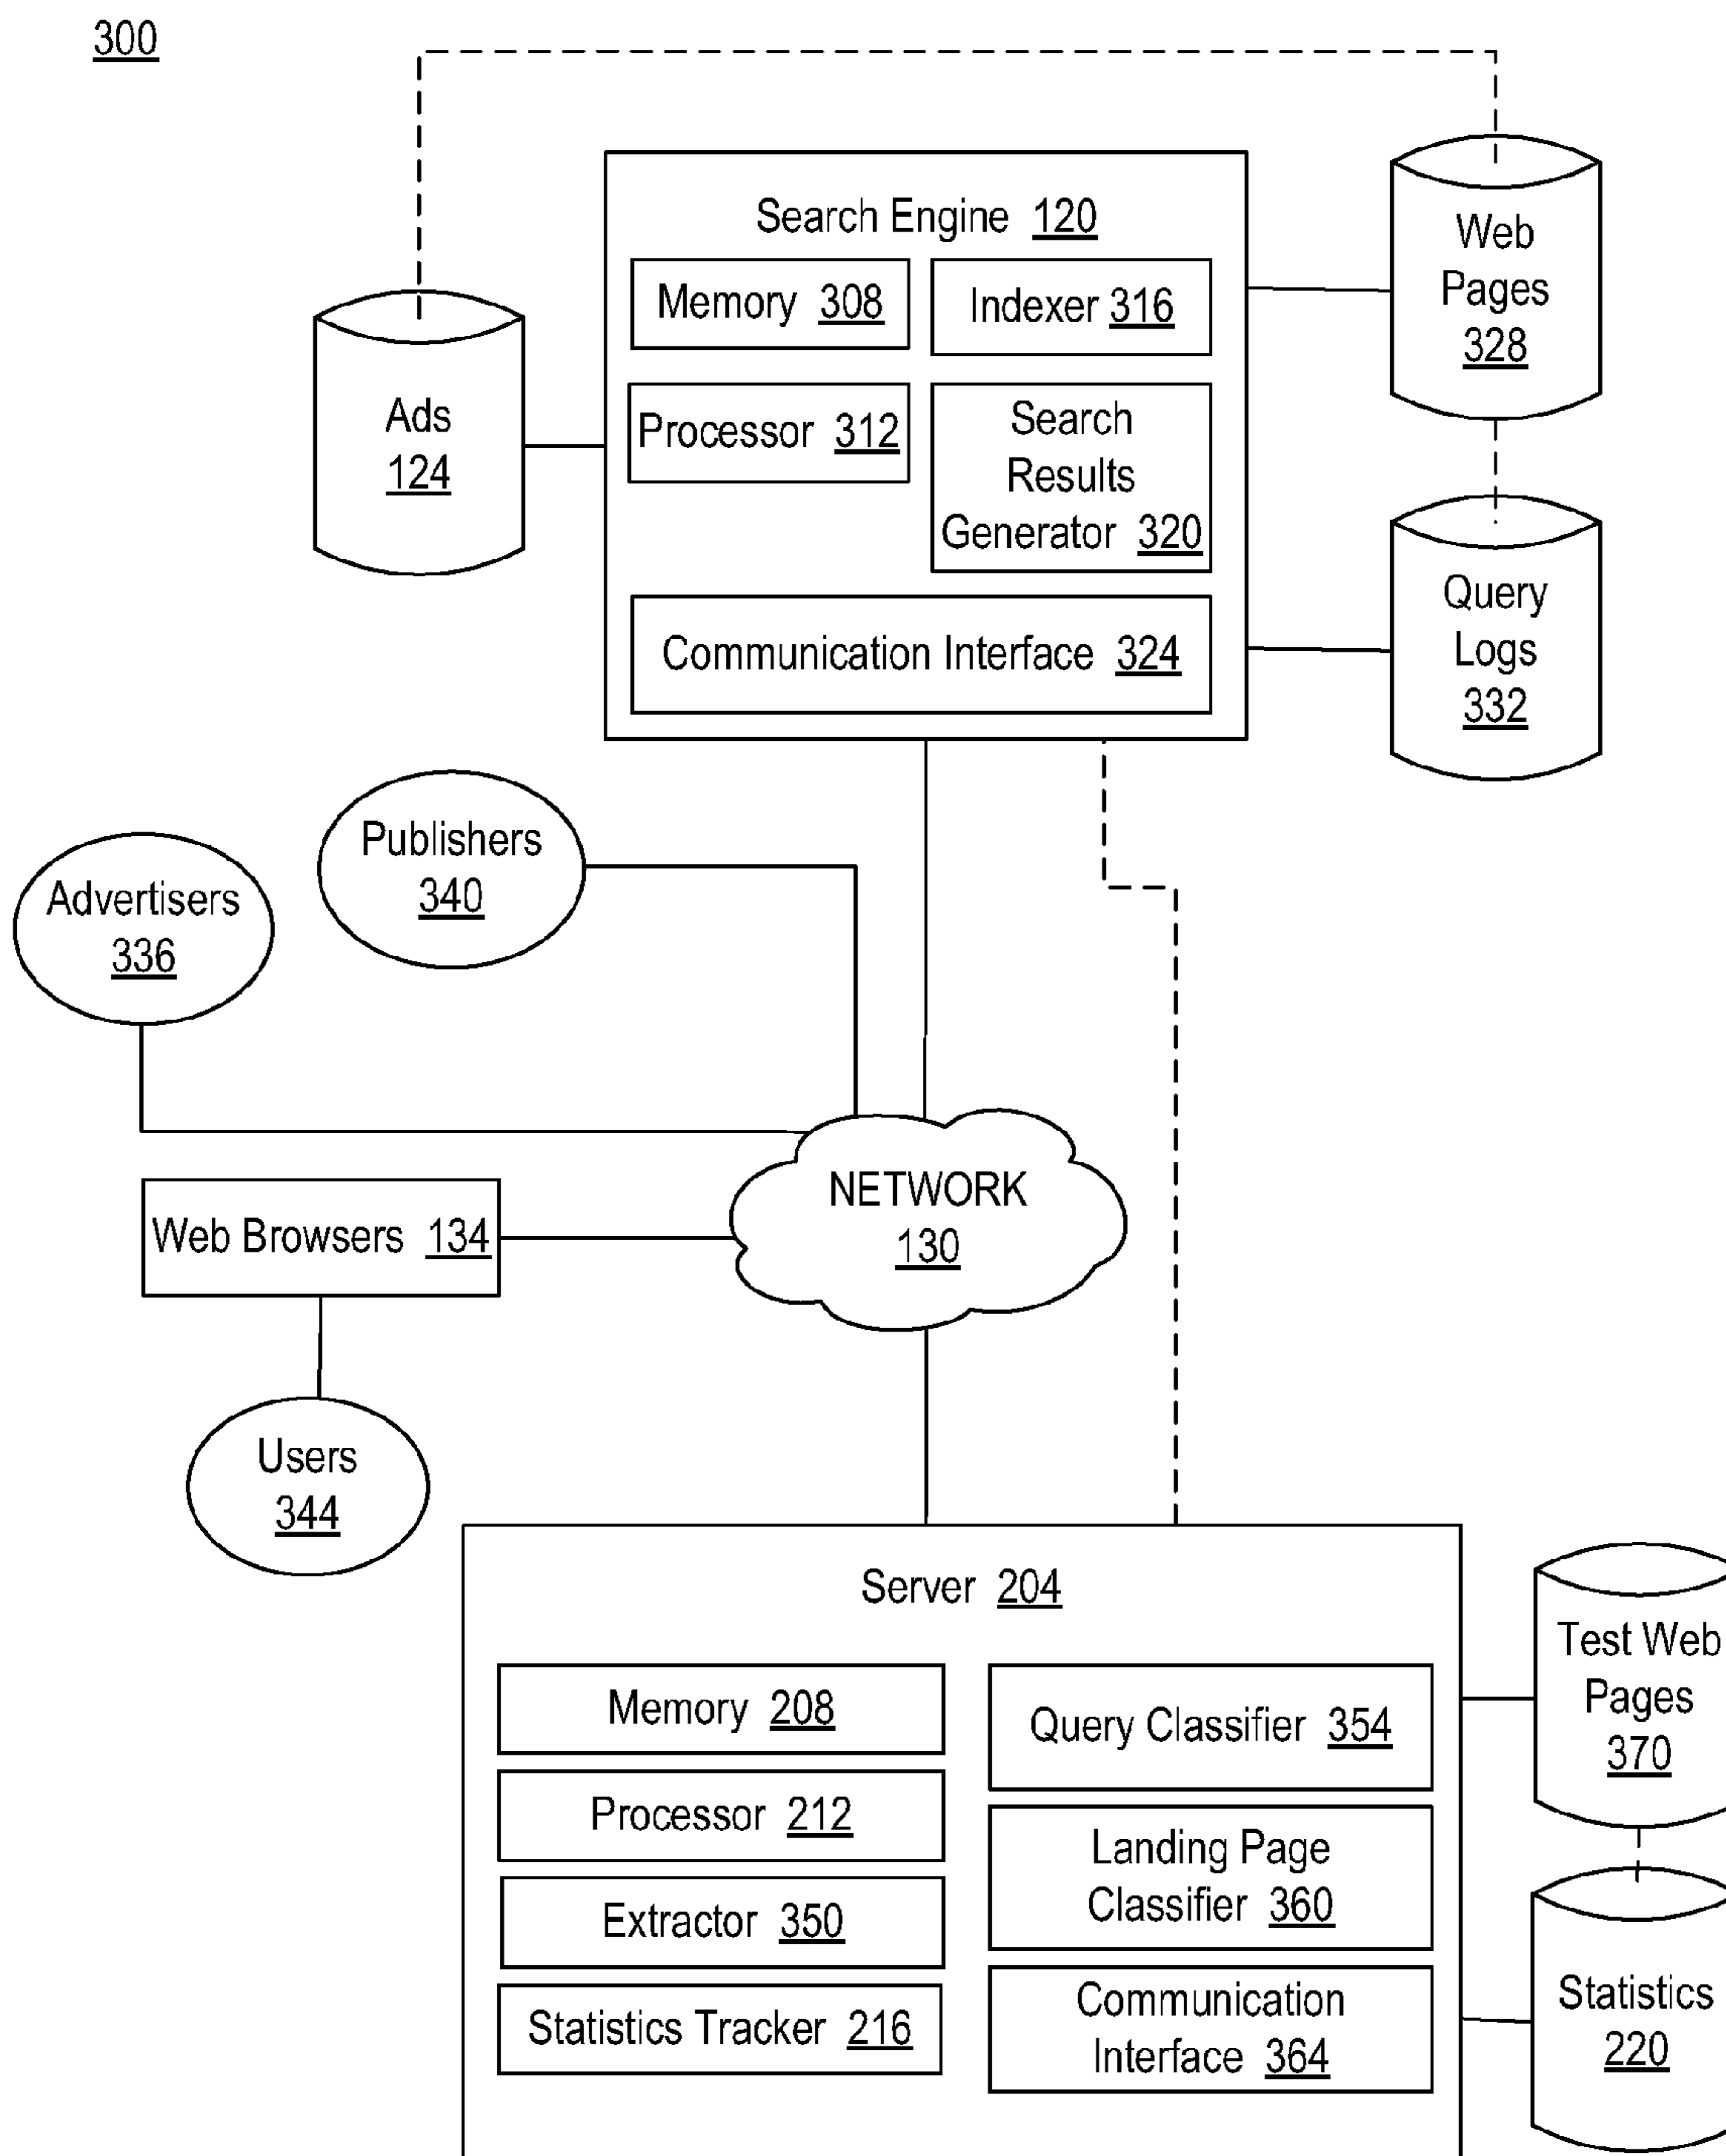 300
Search Engine 120
Memory 308
Indexer 316
Processor 312
Search
Results
Generator 320
Communication Interface 324
Ads
124
Web
Pages
328
Query
Logs
332
Publishers
340
Advertisers
336
NETWORK
130
Web Browsers 134
Users
344
Server 204
Memory 208
Processor 212
Extractor 350
Statistics Tracker 216
Query Classifier 354
Landing Page
Classifier 360
Communication
Interface 364
Test Web
Pages
370
Statistics
220